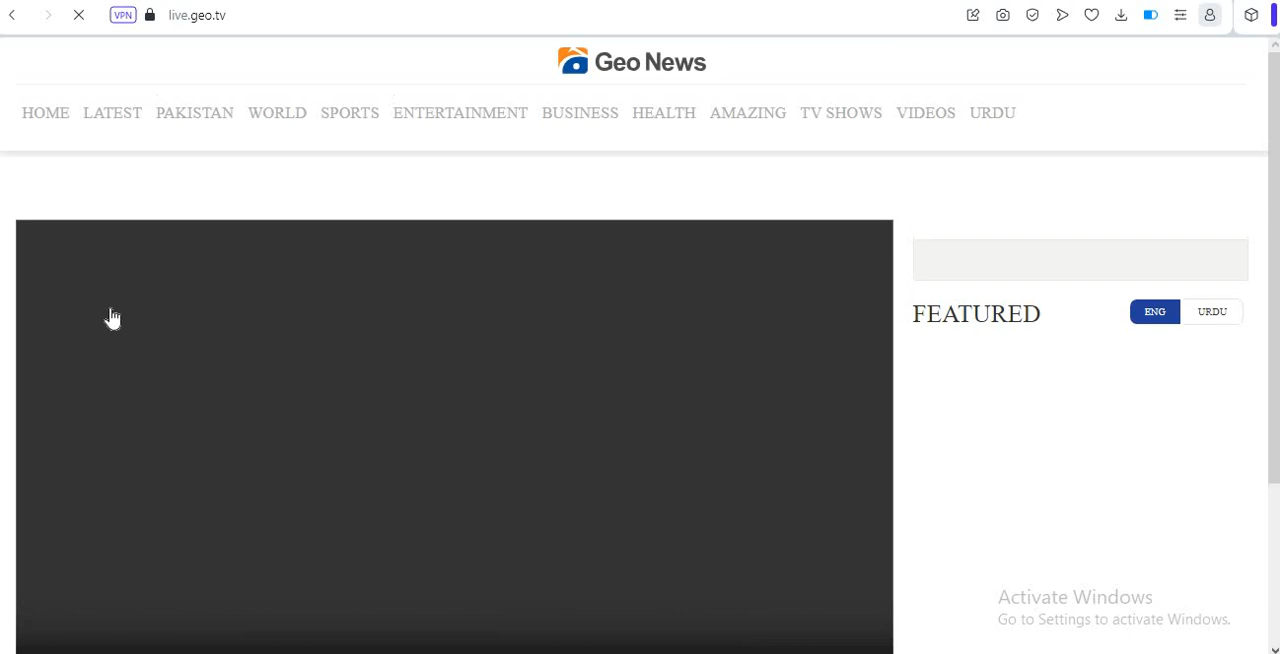 VPN live.geo.tv
Geo News
HOME LATEST PAKISTAN WORLD SPORTS ENTERTAINMENT BUSINESS HEALTH AMAZING TV SHOWS VIDEOS URDU
FEATURED ENG URDU
Activate Windows
Go to Settings to activate Windows.